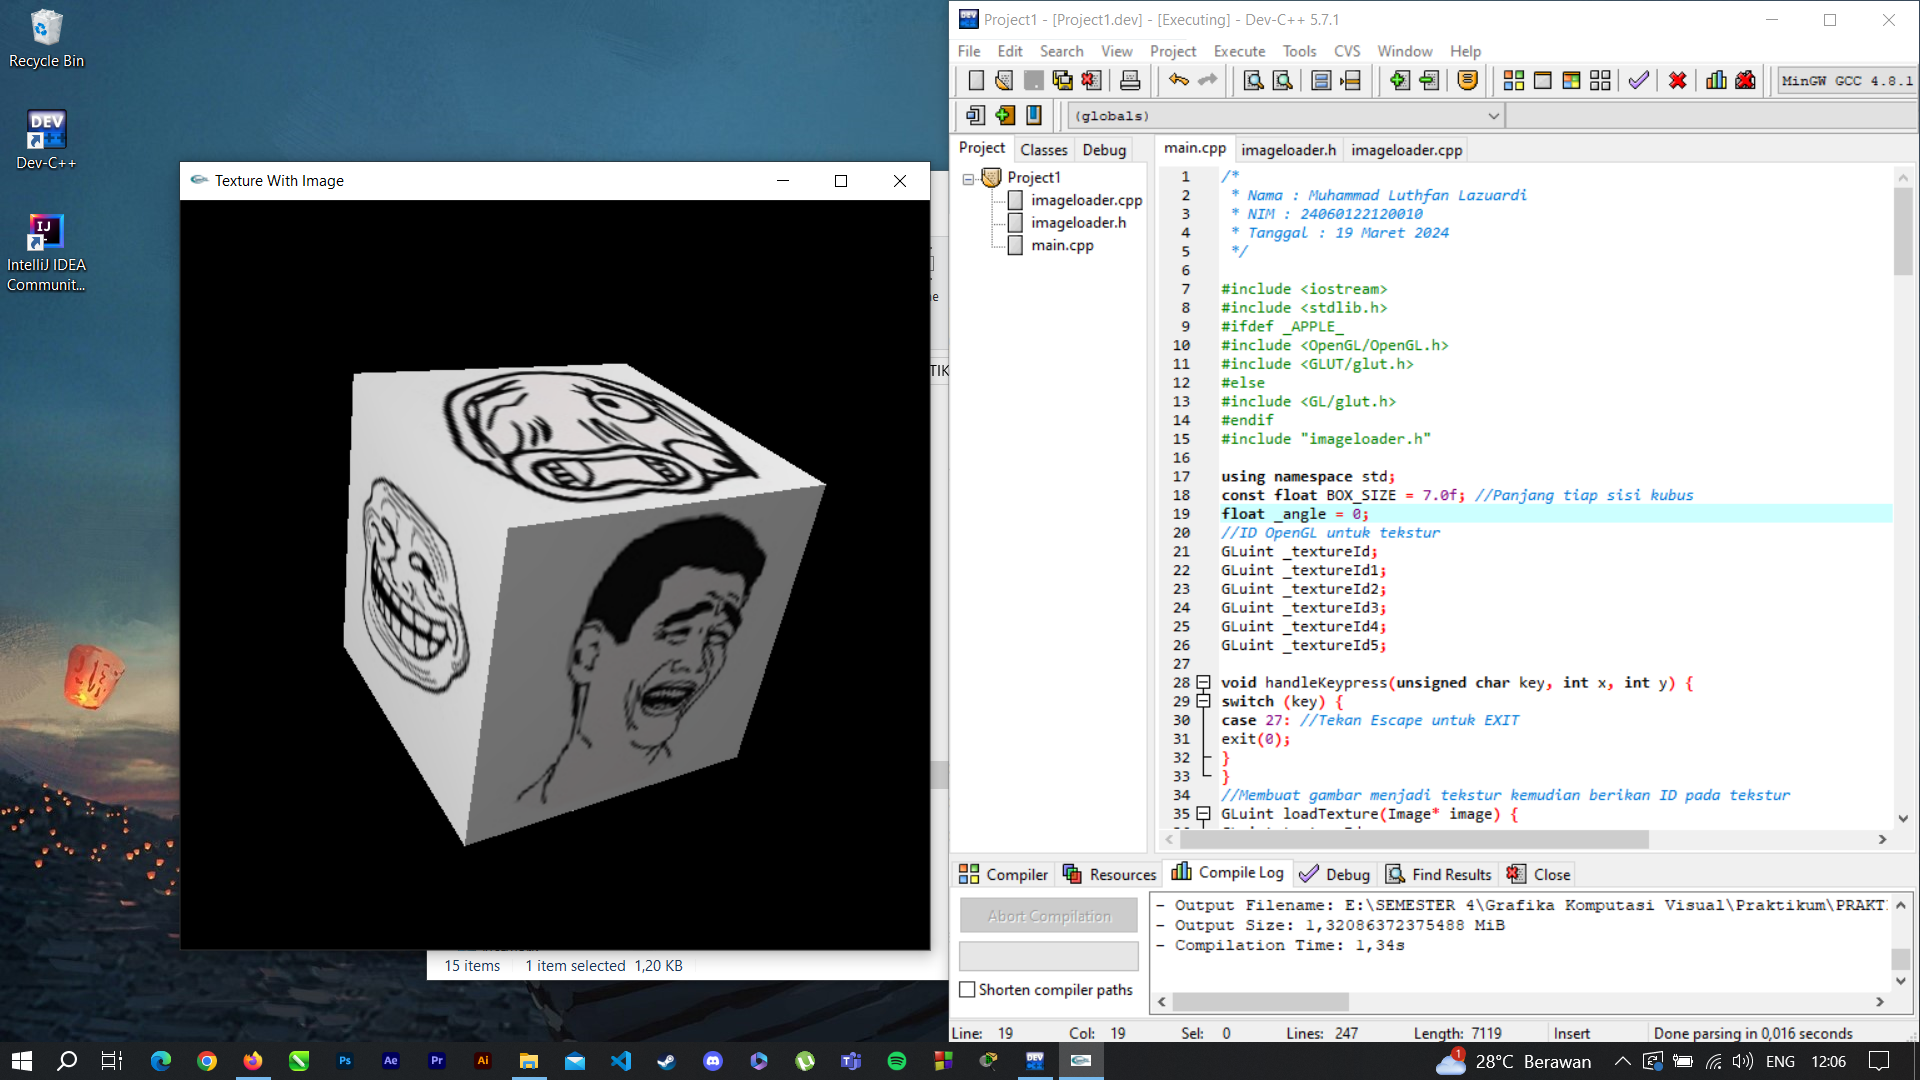 Recycle Bin
DEV
Dev-C++
IJ
IntelliJ IDEA
Communit...
Texture With Image
TIK
15 items
1 item selected 1,20 KB
Project1 - [Project1.dev] - [Executing] - Dev-C++ 5.7.1
File Edit Search View Project Execute Tools CVS Window Help
MinGW GCC 4.8.1
(globals)
Project Classes Debug
Project1
imageloader.cpp
imageloader.h
main.cpp
main.cpp imageloader.h imageloader.cpp
1 /*
2 * Nama : Muhammad Luthfan Lazuardi
3 * NIM : 24060122120010
4 * Tanggal : 19 Maret 2024
5 */
6
7 #include <iostream>
8 #include <stdlib.h>
9 #ifdef _APPLE_
10 #include <OpenGL/OpenGL.h>
11 #include <GLUT/glut.h>
12 #else
13 #include <GL/glut.h>
14 #endif
15 #include "imageloader.h"
16
17 using namespace std;
18 const float BOX_SIZE = 7.0f; //Panjang tiap sisi kubus
19 float _angle = 0;
20 //ID OpenGL untuk tekstur
21 GLuint _textureId;
22 GLuint _textureId1;
23 GLuint _textureId2;
24 GLuint _textureId3;
25 GLuint _textureId4;
26 GLuint _textureId5;
27
28 void handleKeypress(unsigned char key, int x, int y) {
29 switch (key) {
30 case 27: //Tekan Escape untuk EXIT
31 exit(0);
32 }
33 }
34 //Membuat gambar menjadi tekstur kemudian berikan ID pada tekstur
35 GLuint loadTexture(Image* image) {
Compiler Resources Compile Log Debug Find Results Close
Abort Compilation
Shorten compiler paths
- Output Filename: E:\SEMESTER 4\Grafika Komputasi Visual\Praktikum\PRAKT
- Output Size: 1,32086372375488 MiB
- Compilation Time: 1,34s
Line: 19 Col: 19 Sel: 0 Lines: 247 Length: 7119 Insert Done parsing in 0,016 seconds
Ps Ae Pr Ai DEV
1 28°C Berawan ENG 12:06